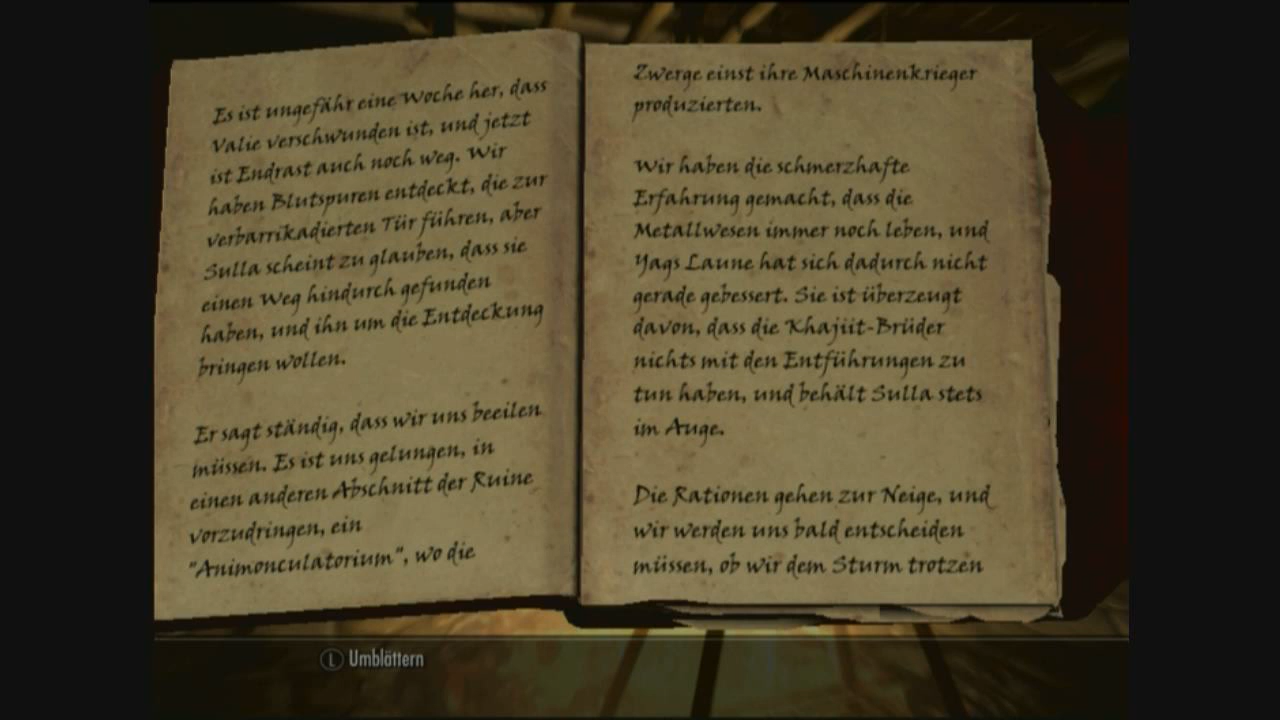 Es ist ungefähr eine Woche her, dass
Valie verschwunden ist, und jetzt
ist Endrast auch noch weg. Wir
haben Blutspuren entdeckt, die zur
verbarrikadierten Tür führen, aber
Sulla scheint zu glauben, dass sie
einen Weg hindurch gefunden
haben, und ihn um die Entdeckung
bringen wollen.
Er sagt ständig, dass wir uns beeilen
müssen. Es ist uns gelungen, in
einen anderen Abschnitt der Ruine
vorzudringen, ein
"Animonculatorium", wo die
Zwerge einst ihre Maschinenkrieger
produzierten.
Wir haben die schmerzhafte
Erfahrung gemacht, dass die
Metallwesen immer noch leben, und
Yags Laune hat sich dadurch nicht
gerade gebessert. Sie ist überzeugt
davon, dass die Khajiit-Brüder
nichts mit den Entführungen zu
tun haben, und behält Sulla stets
im Auge.
Die Rationen gehen zur Neige, und
wir werden uns bald entscheiden
müssen, ob wir dem Sturm trotzen
L Umblättern